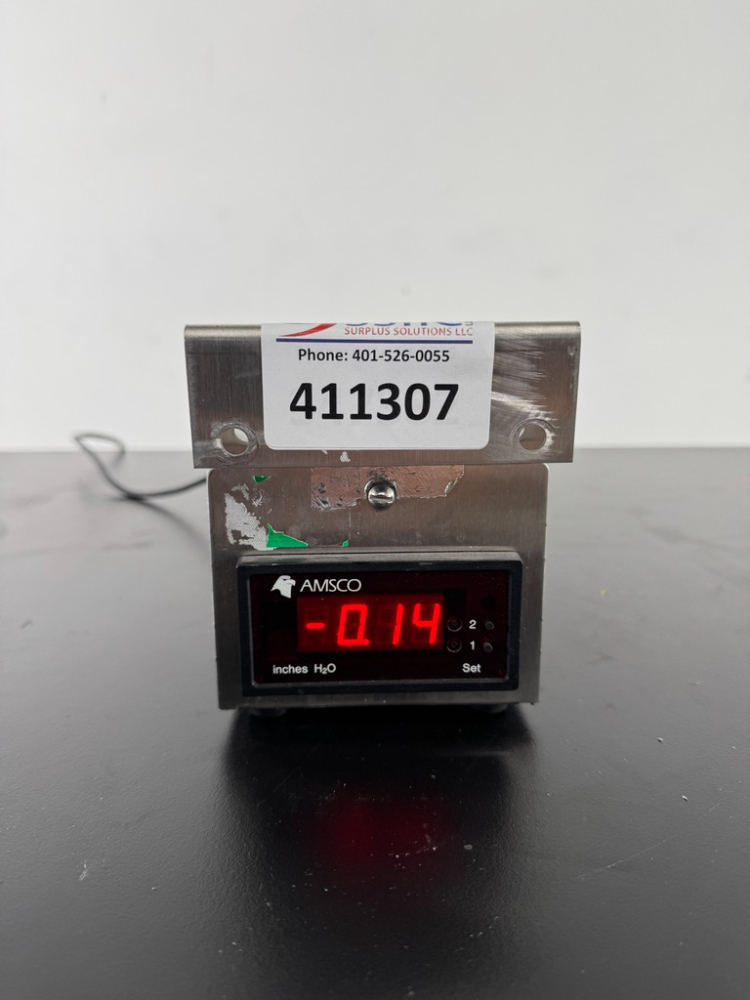 SURPLUS SOLUTIONS LLC
Phone: 401-526-0055
411307
AMSCO
-0.14
2
1
inches H₂O
Set